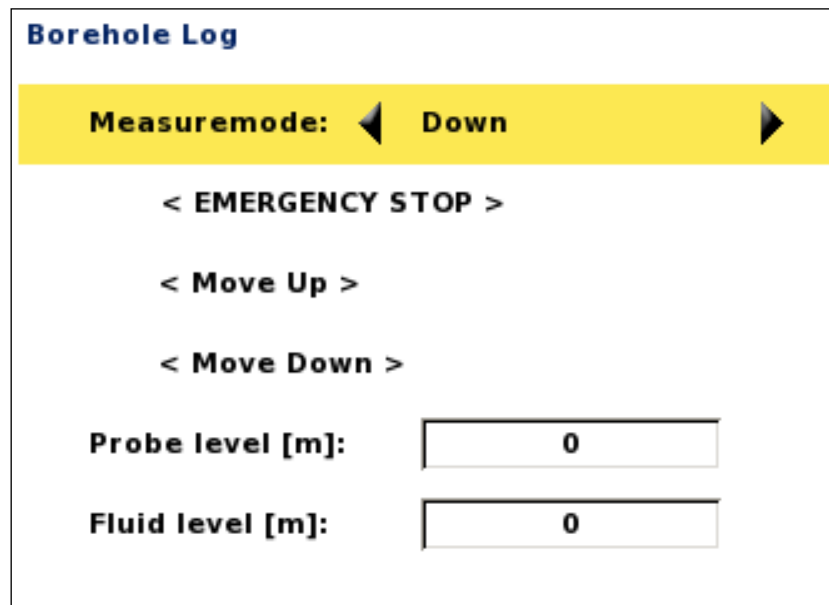 Borehole Log
Measuremode: Down
< EMERGENCY STOP >
< Move Up >
< Move Down >
Probe level [m]: 0
Fluid level [m]: 0